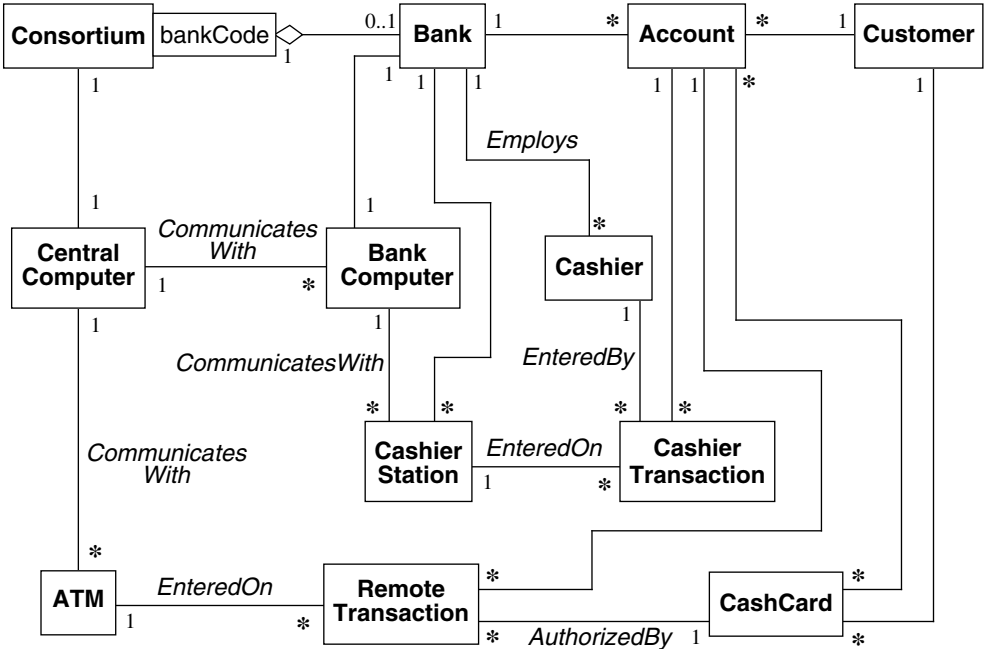 Consortium
bankCode
1
0..1
Bank
1
*
Account
*
1
Customer
1
1
1
1
1
1
*
1
Employs
1
1
Communicates
With
*
Central
Computer
Bank
Computer
Cashier
1
*
1
1
1
CommunicatesWith
EnteredBy
*
*
*
*
Communicates
With
Cashier
Station
EnteredOn
Cashier
Transaction
1
*
*
ATM
EnteredOn
Remote
Transaction
*
*
CashCard
1
*
*
AuthorizedBy
1
*